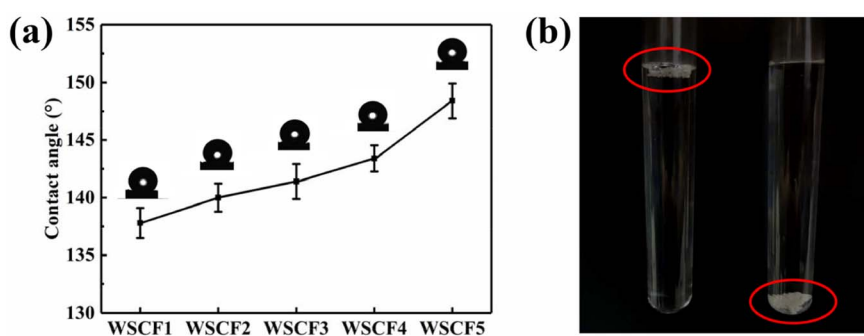 (a)
155
150
145
140
135
130
Contact angle (°)
WSCF1 WSCF2 WSCF3 WSCF4 WSCF5
(b)